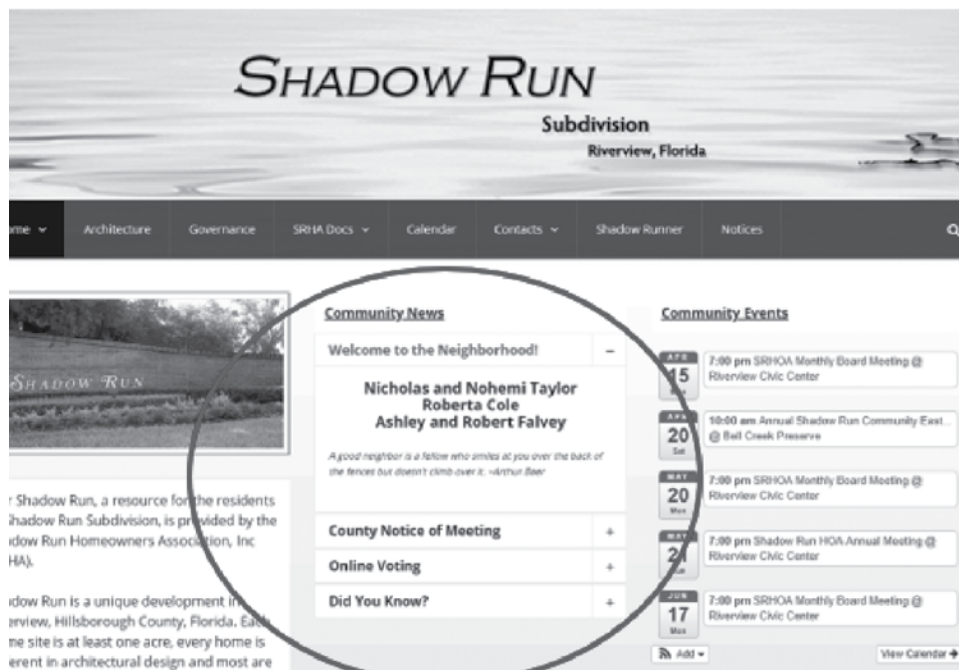 SHADOW RUN
Subdivision
Riverview, Florida
ome
Architecture
Governance
SRHA Docs
Calendar
Contacts
Shadow Runner
Notices
SHADOW RUN
r Shadow Run, a resource for the residents
Shadow Run Subdivision, is provided by the
adow Run Homeowners Association, Inc
HA).
adow Run is a unique development in
erview, Hillsborough County, Florida. Each
me site is at least one acre, every home is
erent in architectural design and most are
Community News
Welcome to the Neighborhood!
Nicholas and Nohemi Taylor
Roberta Cole
Ashley and Robert Falvey
A good neighbor is a fellow who smiles at you over the back of
the fences but doesn't climb over it. ~Arthur Baer
County Notice of Meeting
Online Voting
Did You Know?
Community Events
APR
15
7:00 pm SRHOA Monthly Board Meeting @
Riverview Civic Center
APR
20
Sat
10:00 am Annual Shadow Run Community East...
@ Bell Creek Preserve
MAY
20
Mon
7:00 pm SRHOA Monthly Board Meeting @
Riverview Civic Center
MAY
21
7:00 pm Shadow Run HOA Annual Meeting @
Riverview Civic Center
JUN
17
Mon
7:00 pm SRHOA Monthly Board Meeting @
Riverview Civic Center
Add
View Calendar